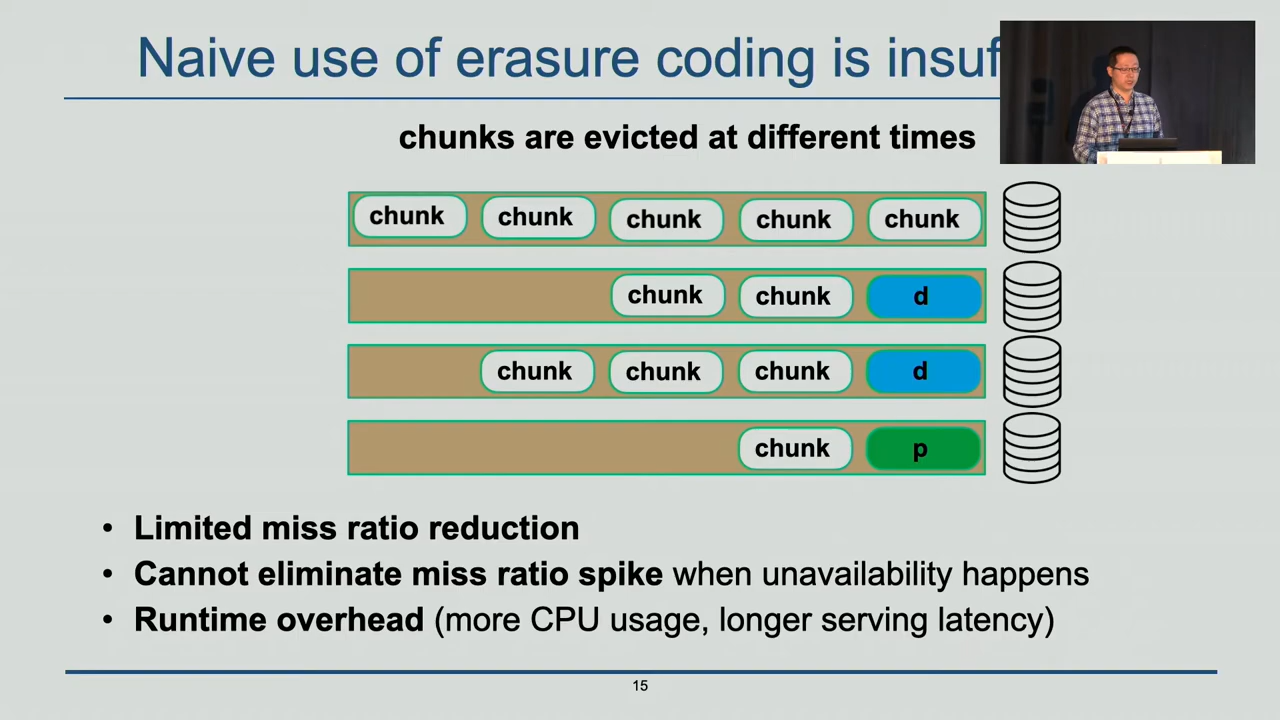 Naive use of erasure coding is insuf
chunks are evicted at different times
chunk chunk chunk chunk chunk
chunk chunk d
chunk chunk chunk d
chunk p
• Limited miss ratio reduction
• Cannot eliminate miss ratio spike when unavailability happens
• Runtime overhead (more CPU usage, longer serving latency)
15